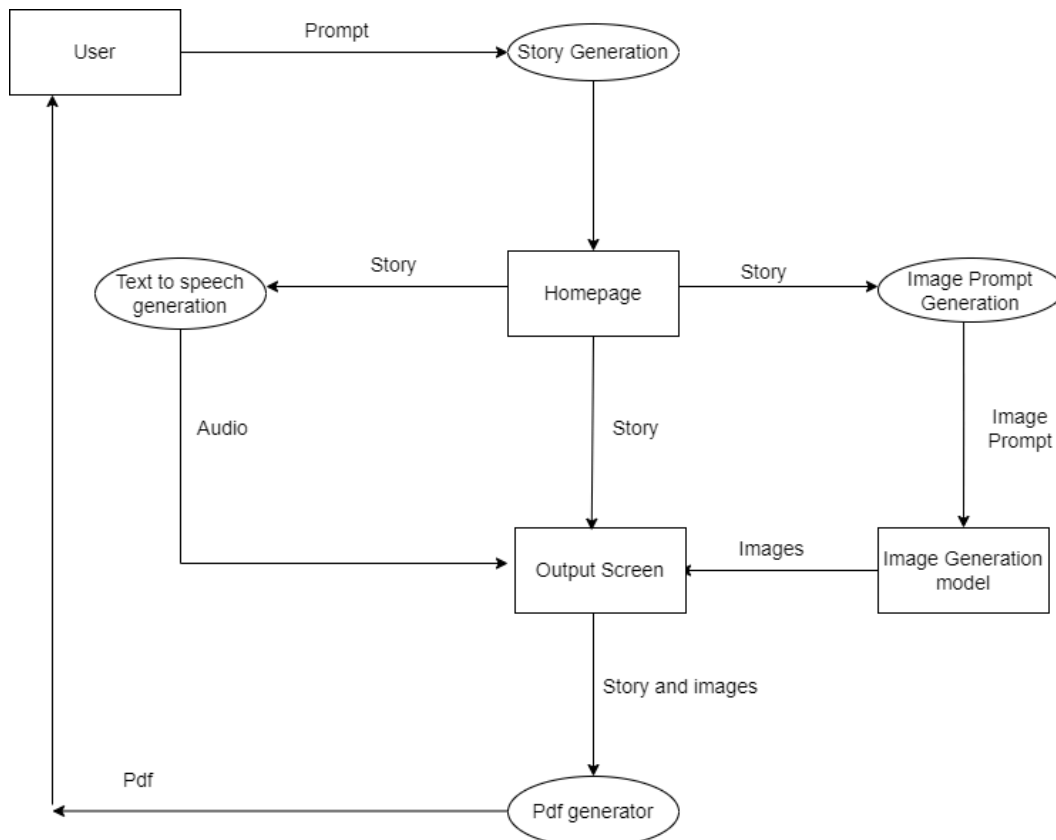 Prompt
User
Story Generation
Story
Story
Text to speech
generation
Homepage
Image Prompt
Generation
Audio
Story
Image
Prompt
Images
Output Screen
Image Generation
model
Story and images
Pdf
Pdf generator